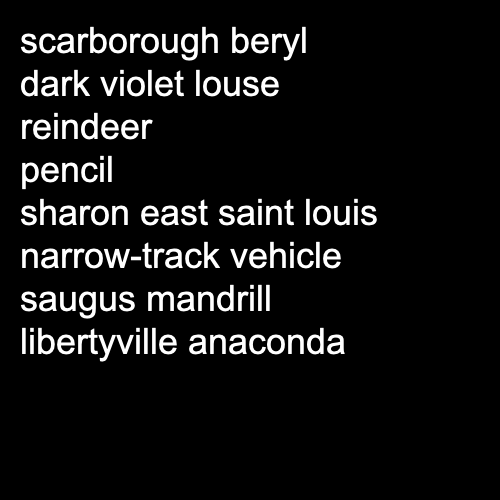 scarborough beryl
dark violet louse
reindeer
pencil
sharon east saint louis
narrow-track vehicle
saugus mandrill
libertyville anaconda